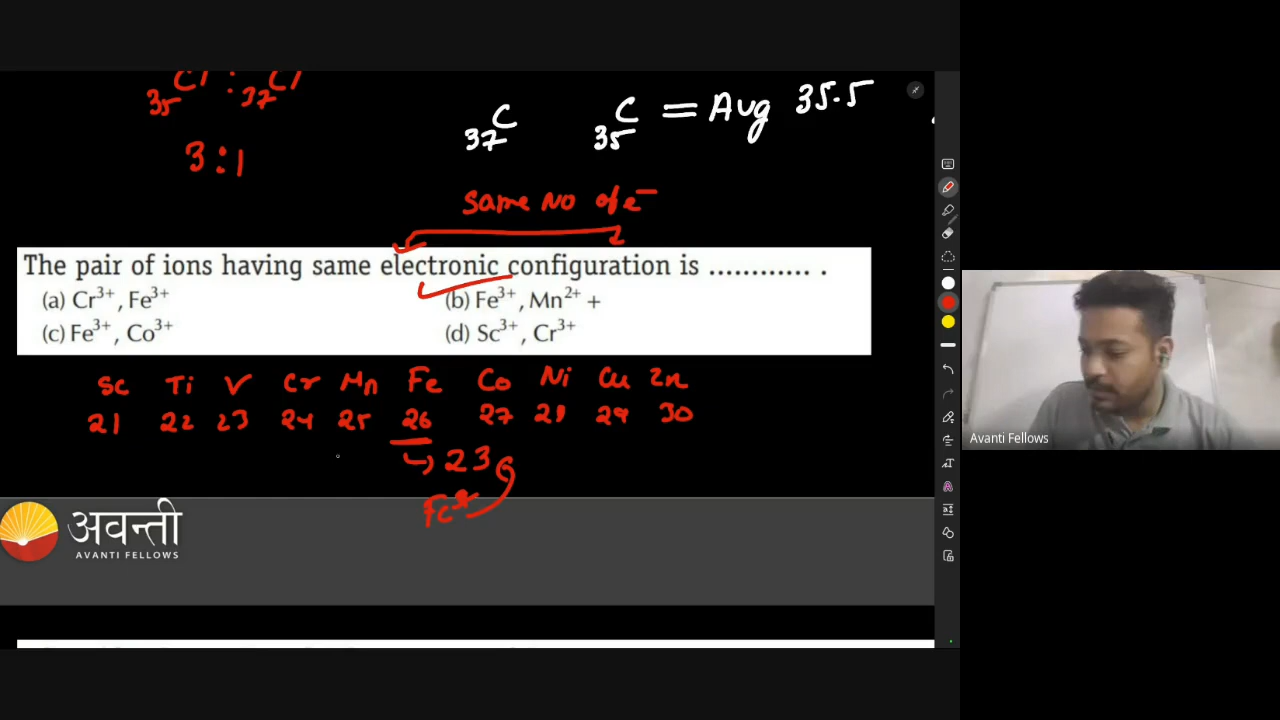 35Cl : 37Cl
3:1
37C 35C = Avg 35.5
Same No of e⁻
The pair of ions having same electronic configuration is ............ .
(a) Cr³⁺, Fe³⁺ (b) Fe³⁺, Mn²⁺ +
(c) Fe³⁺, Co³⁺ (d) Sc³⁺, Cr³⁺
Sc Ti V Cr Mn Fe Co Ni Cu Zn
21 22 23 24 25 26 27 28 29 30
↳ 23
अवन्ती
AVANTI FELLOWS
Avanti Fellows